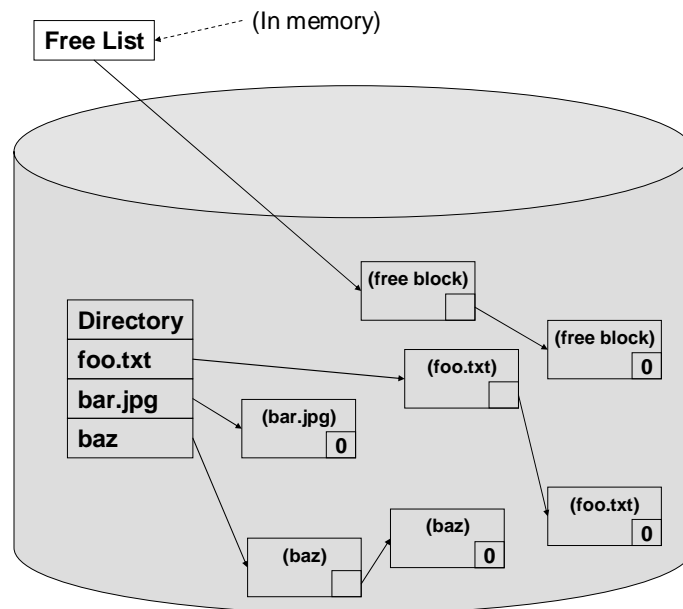 (In memory)
Free List
(free block)
Directory
(free block)
0
foo.txt
(foo.txt)
bar.jpg
(bar.jpg)
0
baz
(foo.txt)
0
(baz)
0
(baz)